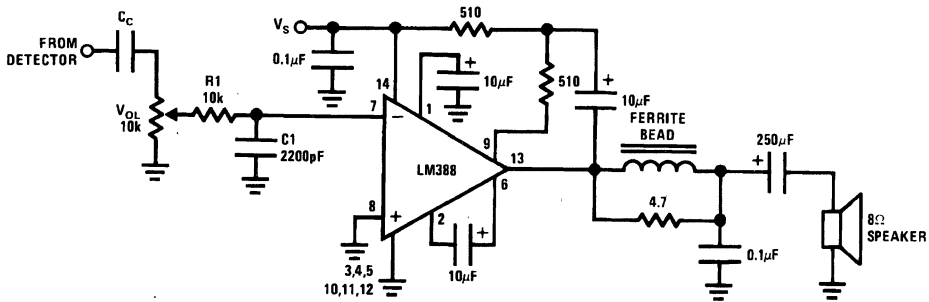 C_C
FROM
DETECTOR
V_OL
10k
R1
10k
C1
2200pF
V_S
0.1μF
510
14
7
1
10μF
510
9
10μF
FERRITE
BEAD
LM388
13
6
4.7
250μF
8Ω
SPEAKER
0.1μF
8
2
10μF
3,4,5
10,11,12
−
+
+
+
+
+